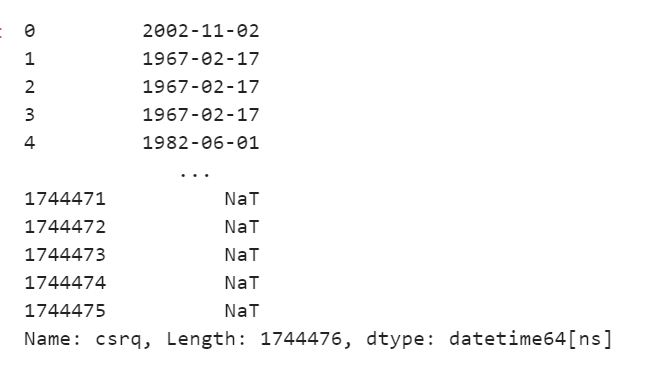 0 2002-11-02
1 1967-02-17
2 1967-02-17
3 1967-02-17
4 1982-06-01
...
1744471 NaT
1744472 NaT
1744473 NaT
1744474 NaT
1744475 NaT
Name: csrq, Length: 1744476, dtype: datetime64[ns]